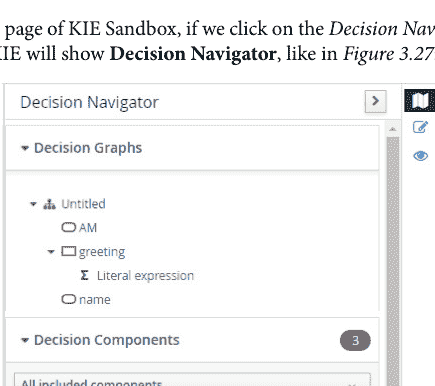 page of KIE Sandbox, if we click on the Decision Nav
KIE will show Decision Navigator, like in Figure 3.27
Decision Navigator
Decision Graphs
Untitled
AM
greeting
Σ Literal expression
name
Decision Components
3
All included components